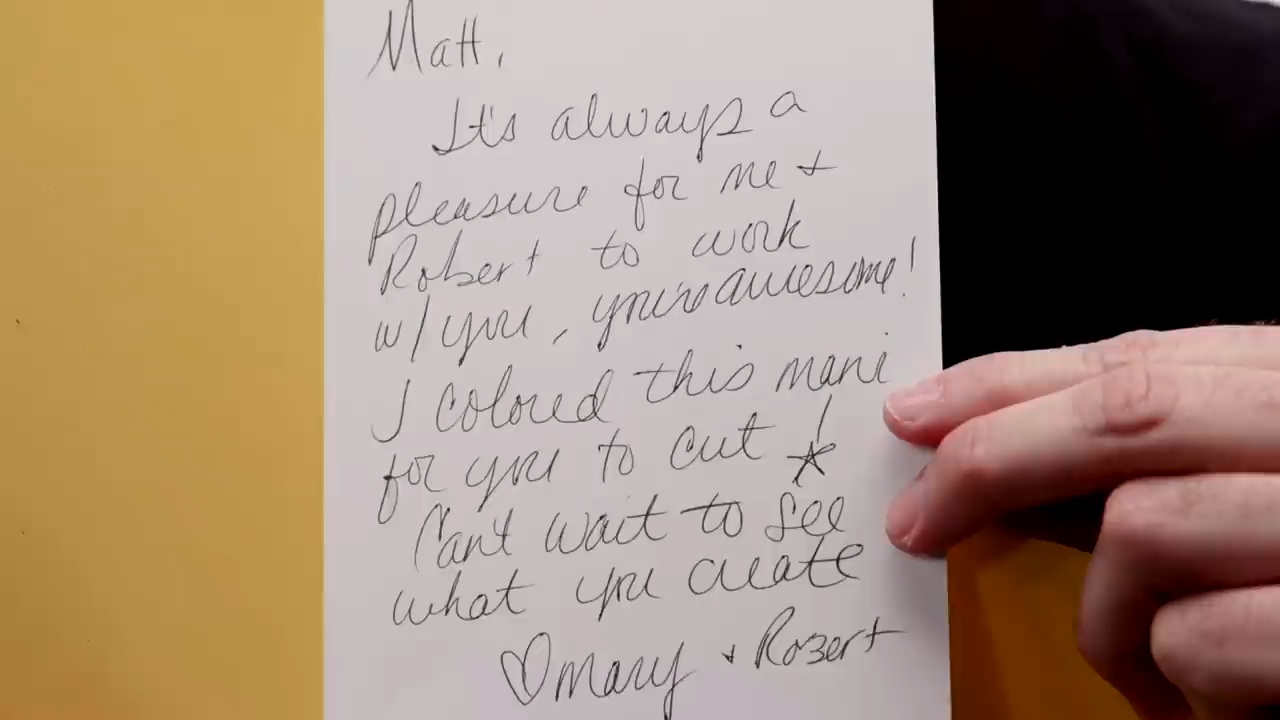 Matt,
It's always a
pleasure for me +
Robert to work
w/ you, you're awesome!
I colored this mani
for you to cut!
Can't wait to see
what you create
♡ Mary + Robert